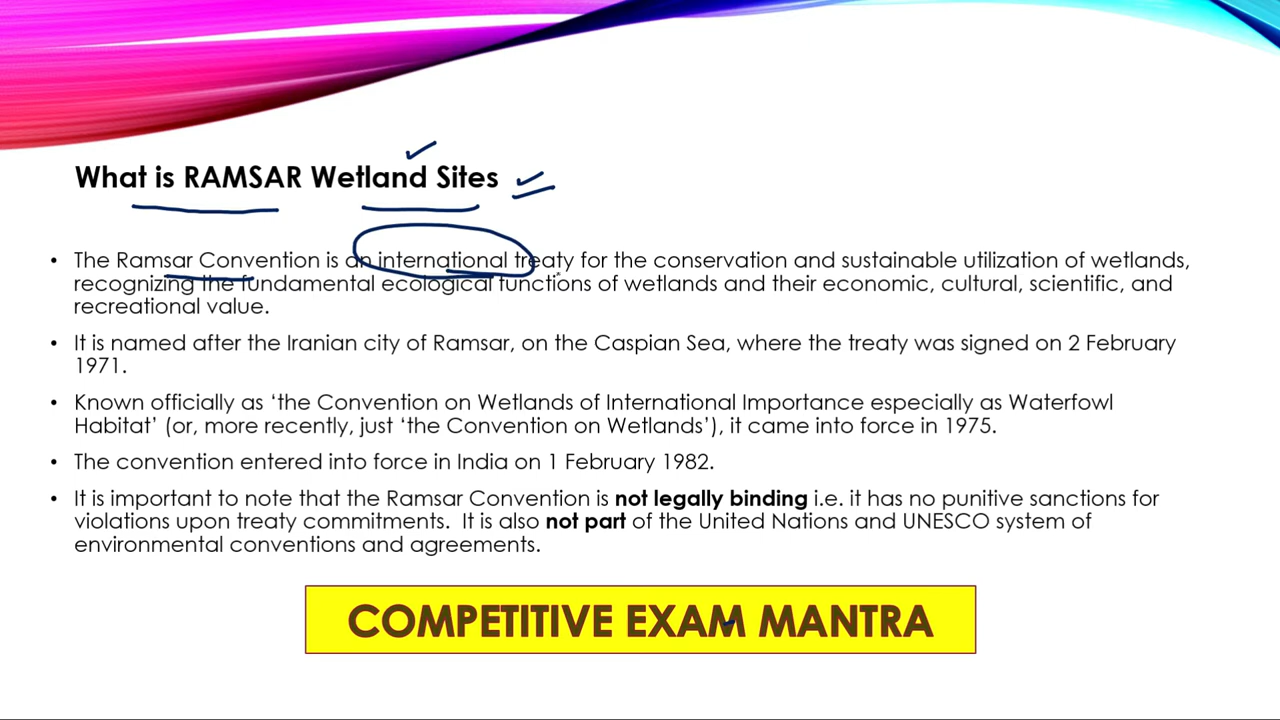 What is RAMSAR Wetland Sites
• The Ramsar Convention is an international treaty for the conservation and sustainable utilization of wetlands,
recognizing the fundamental ecological functions of wetlands and their economic, cultural, scientific, and
recreational value.
• It is named after the Iranian city of Ramsar, on the Caspian Sea, where the treaty was signed on 2 February
1971.
• Known officially as ‘the Convention on Wetlands of International Importance especially as Waterfowl
Habitat’ (or, more recently, just ‘the Convention on Wetlands’), it came into force in 1975.
• The convention entered into force in India on 1 February 1982.
• It is important to note that the Ramsar Convention is not legally binding i.e. it has no punitive sanctions for
violations upon treaty commitments.  It is also not part of the United Nations and UNESCO system of
environmental conventions and agreements.
COMPETITIVE EXAM MANTRA